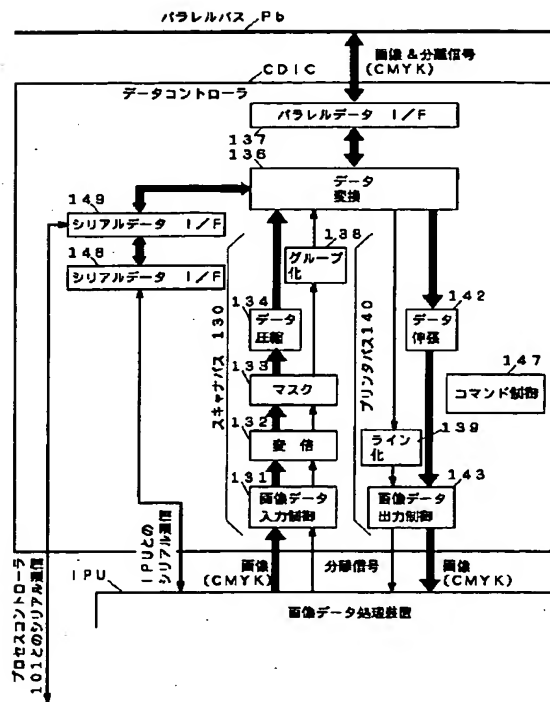 パラレルバス Pb
画像&分離信号
(CMYK)
CDIC
データコントローラ
パラレルデータ I/F
137
136
データ
変換
149
シリアルデータ I/F
148
シリアルデータ I/F
138
グループ
化
スキャナパス 130
134
データ
圧縮
133
マスク
132
変倍
131
画像データ
入力制御
プリンタパス 140
142
データ
伸張
147
コマンド制御
ライン
化
139
143
画像データ
出力制御
プロセスコントローラ
101とのシリアル通信
IPUとの
シリアル通信
IPU
画像
(CMYK)
分離信号
画像
(CMYK)
画像データ処理装置